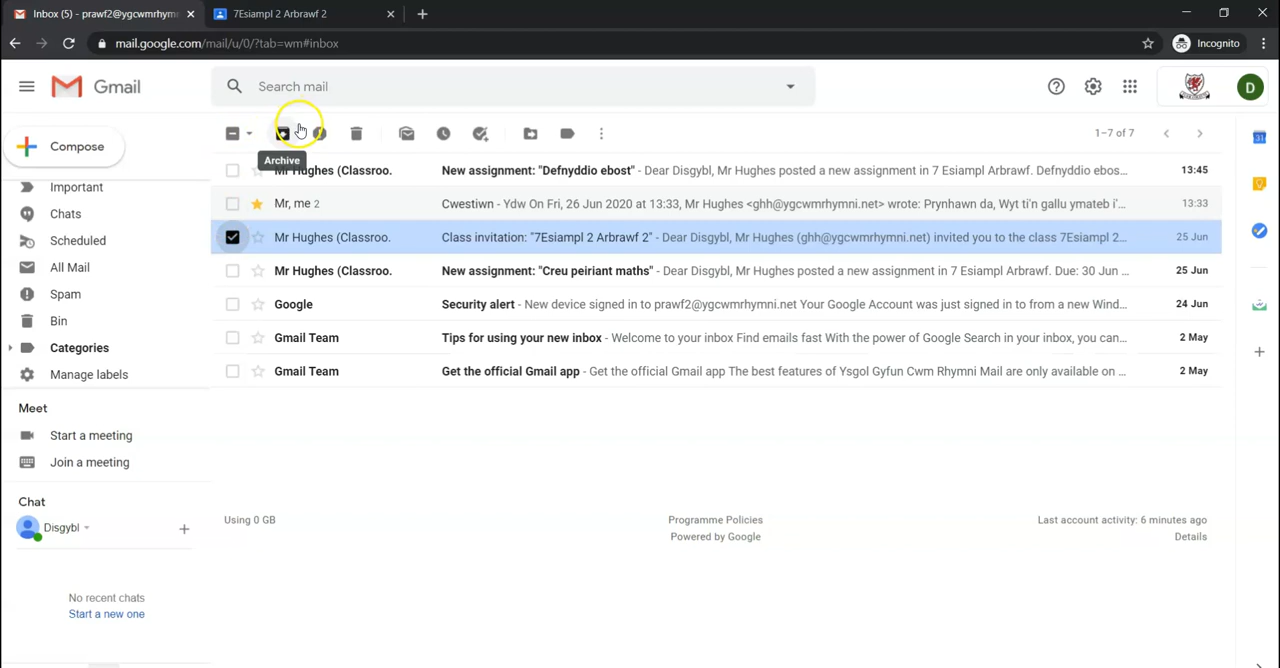 Inbox (5) - prawf2@ygcwmrhymn
7Esiampl 2 Arbrawf 2
mail.google.com/mail/u/0/?tab=wm#inbox
Incognito
Gmail
Search mail
D
Compose
1–7 of 7
Archive
Important
Chats
Scheduled
All Mail
Spam
Bin
Categories
Manage labels
Mr Hughes (Classroo. New assignment: "Defnyddio ebost" - Dear Disgybl, Mr Hughes posted a new assignment in 7 Esiampl Arbrawf. Defnyddio ebos... 13:45
Mr, me 2 Cwestiwn - Ydw On Fri, 26 Jun 2020 at 13:33, Mr Hughes <ghh@ygcwmrhymni.net> wrote: Prynhawn da, Wyt ti'n gallu ymateb i'... 13:33
Mr Hughes (Classroo. Class invitation: "7Esiampl 2 Arbrawf 2" - Dear Disgybl, Mr Hughes (ghh@ygcwmrhymni.net) invited you to the class 7Esiampl 2... 25 Jun
Mr Hughes (Classroo. New assignment: "Creu peiriant maths" - Dear Disgybl, Mr Hughes posted a new assignment in 7 Esiampl Arbrawf. Due: 30 Jun ... 25 Jun
Google Security alert - New device signed in to prawf2@ygcwmrhymni.net Your Google Account was just signed in to from a new Wind... 24 Jun
Gmail Team Tips for using your new inbox - Welcome to your inbox Find emails fast With the power of Google Search in your inbox, you can... 2 May
Gmail Team Get the official Gmail app - Get the official Gmail app The best features of Ysgol Gyfun Cwm Rhymni Mail are only available on ... 2 May
Meet
Start a meeting
Join a meeting
Chat
Disgybl
No recent chats
Start a new one
Using 0 GB
Programme Policies
Powered by Google
Last account activity: 6 minutes ago
Details
31